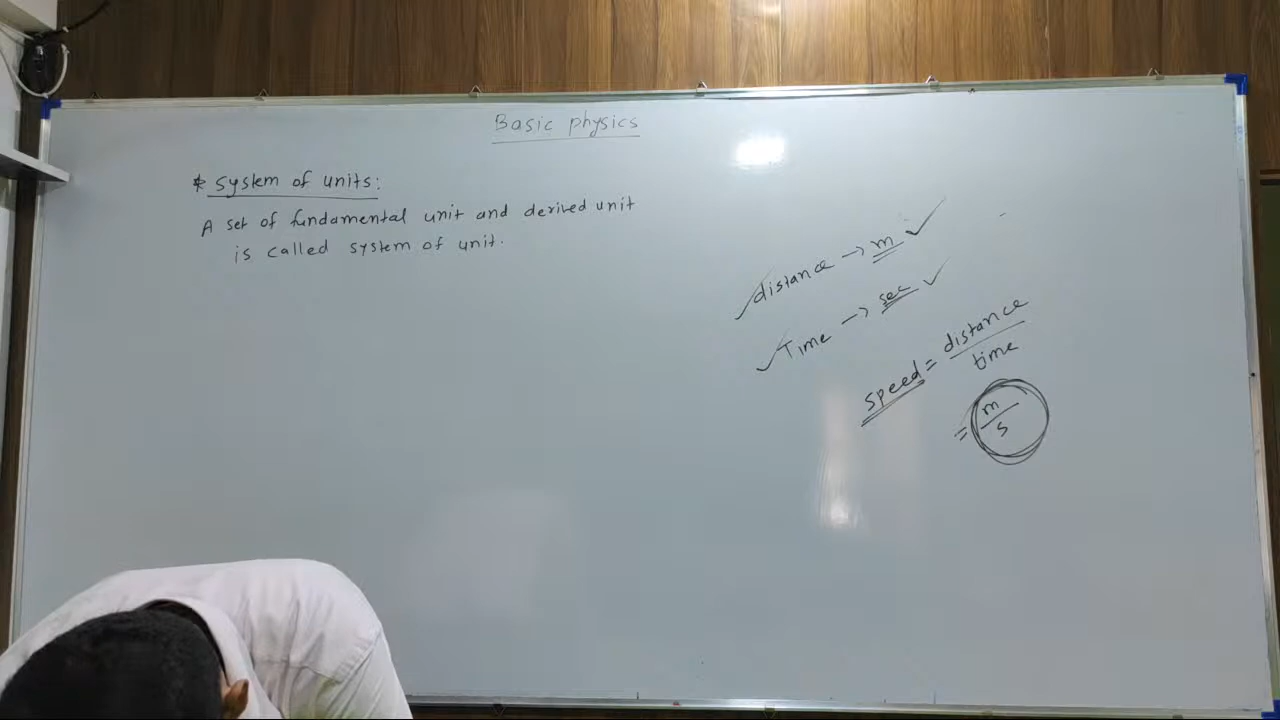 Basic physics
* system of units:
A set of fundamental unit and derived unit
is called system of unit.
distance → m ✓
✓ Time → sec ✓
speed = distance
time
= m
s